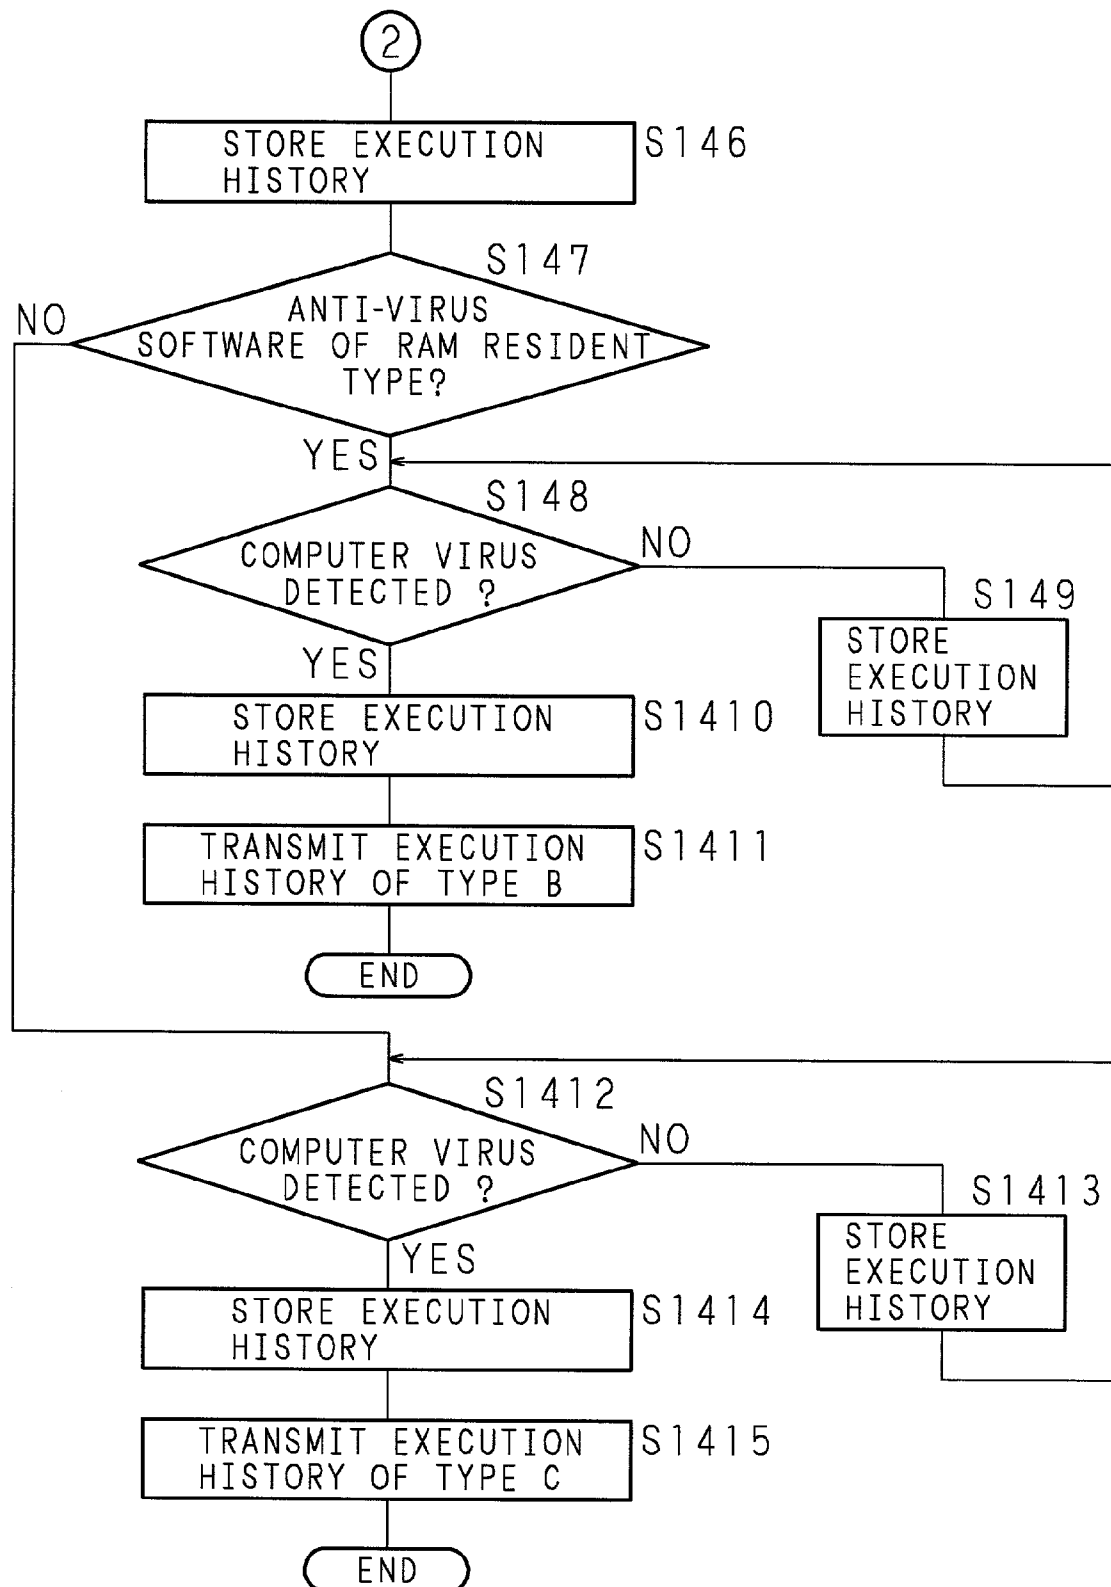 2
STORE EXECUTION
HISTORY
S146
S147
NO
ANTI-VIRUS
SOFTWARE OF RAM RESIDENT
TYPE?
YES
S148
COMPUTER VIRUS
DETECTED ?
NO
S149
STORE
EXECUTION
HISTORY
YES
STORE EXECUTION
HISTORY
S1410
TRANSMIT EXECUTION
HISTORY OF TYPE B
S1411
END
S1412
COMPUTER VIRUS
DETECTED ?
NO
S1413
STORE
EXECUTION
HISTORY
YES
STORE EXECUTION
HISTORY
S1414
TRANSMIT EXECUTION
HISTORY OF TYPE C
S1415
END